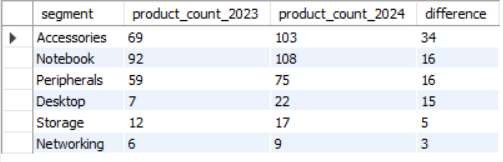 segment product_count_2023 product_count_2024 difference
Accessories 69 103 34
Notebook 92 108 16
Peripherals 59 75 16
Desktop 7 22 15
Storage 12 17 5
Networking 6 9 3